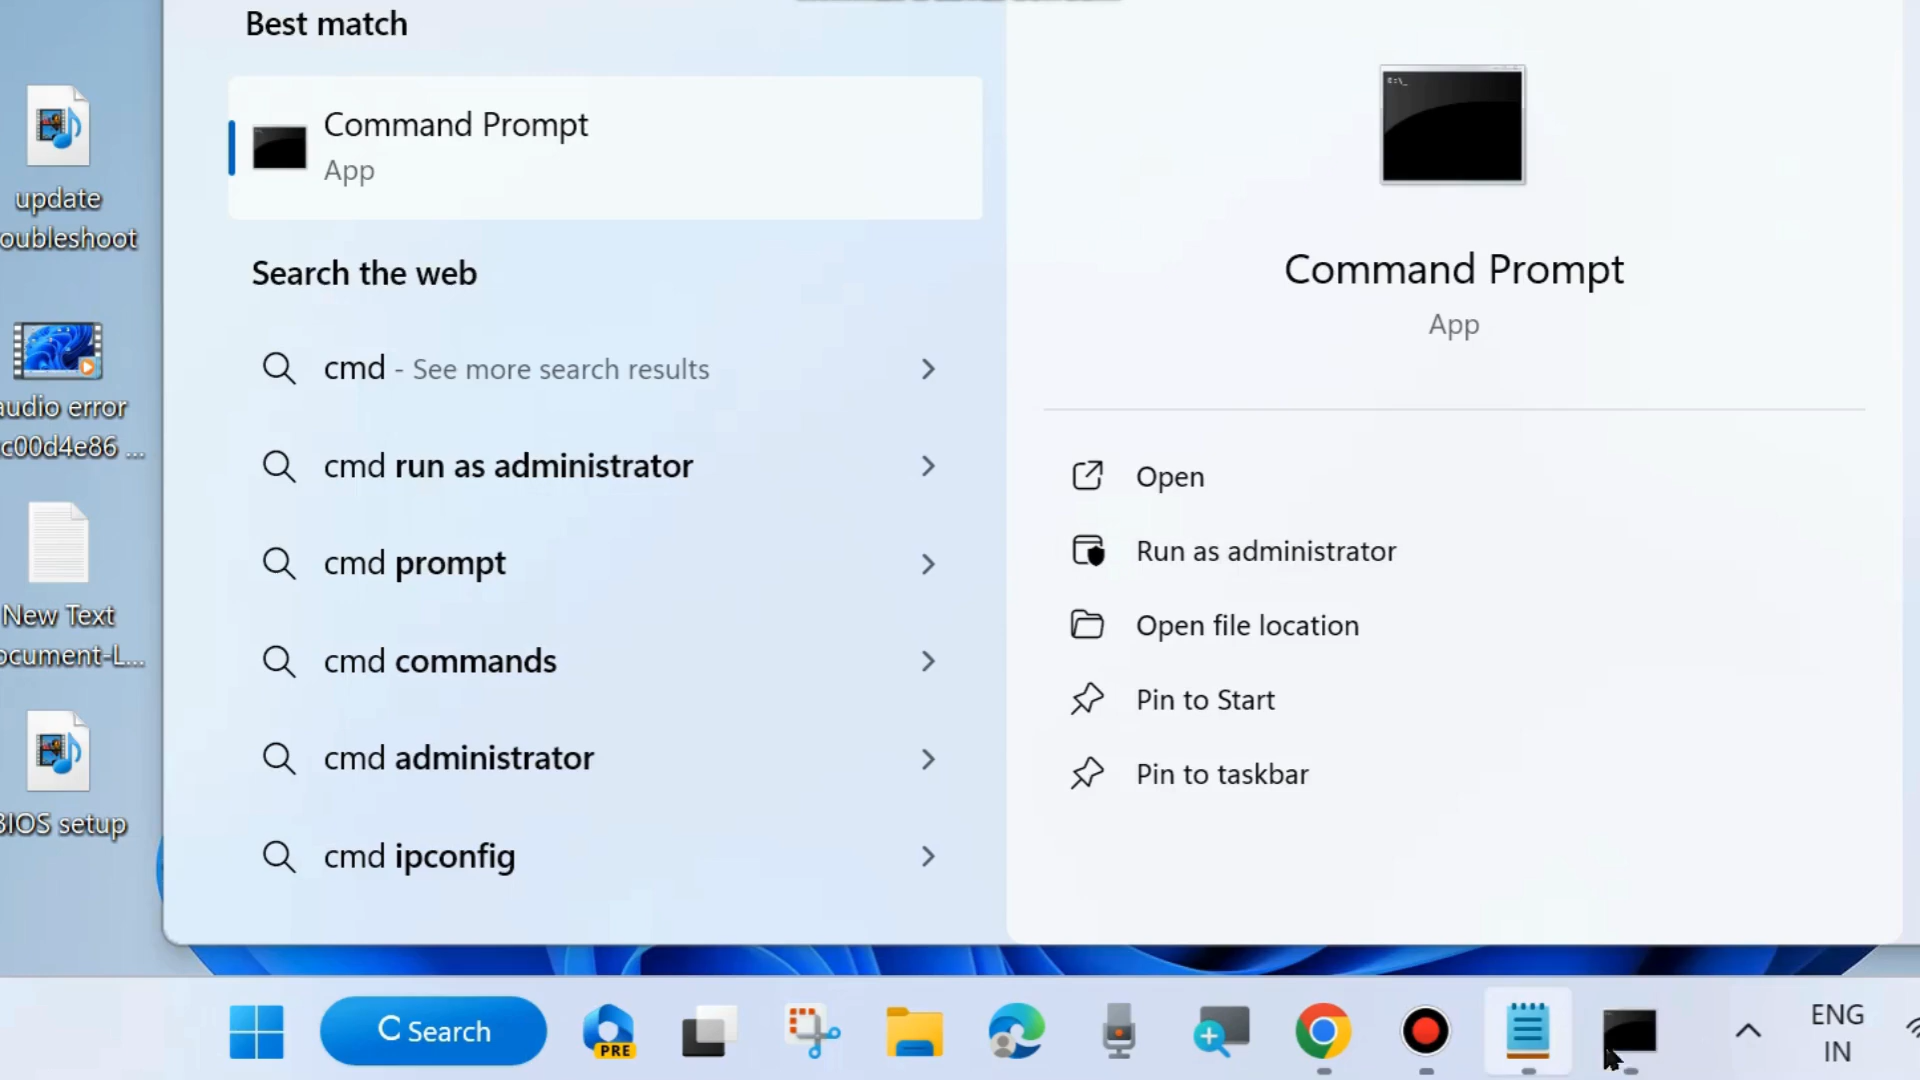 Best match
Command Prompt
App
Search the web
cmd - See more search results
cmd run as administrator
cmd prompt
cmd commands
cmd administrator
cmd ipconfig
Command Prompt
App
Open
Run as administrator
Open file location
Pin to Start
Pin to taskbar
update
oubleshoot
audio error
c00d4e86 ...
New Text
ocument-L...
BIOS setup
Search
PRE
ENG
IN